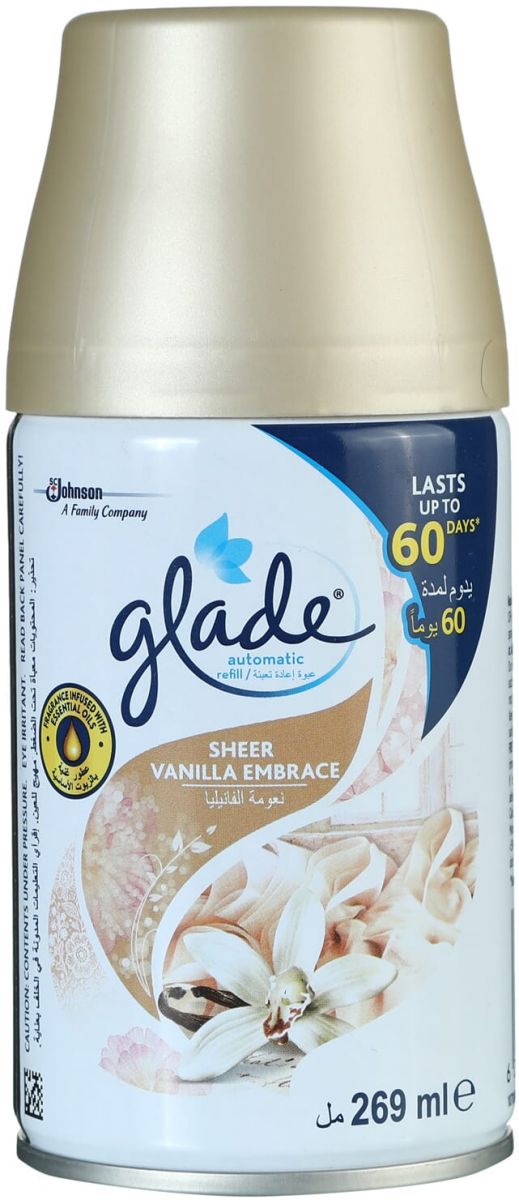 SC Johnson
A Family Company
LASTS
UP TO
60 DAYS*
يدوم لمدة
60 يوماً
glade®
automatic
refill / عبوة إعادة تعبئة
FRAGRANCE INFUSED WITH
ESSENTIAL OILS
عطور غنية
بالزيوت الأساسية
SHEER
VANILLA EMBRACE
نعومة الفانيليا
CAUTION: CONTENTS UNDER PRESSURE. EYE IRRITANT. READ BACK PANEL CAREFULLY!
تحذير: المحتويات معبأة تحت الضغط. مهيج للعين. إقرأي التعليمات المدونة في الخلف بعناية.
269 ml e مل